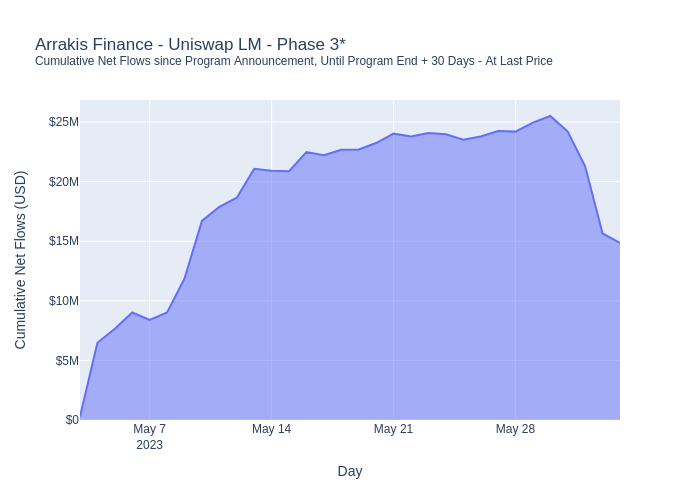 Arrakis Finance - Uniswap LM - Phase 3*
Cumulative Net Flows since Program Announcement, Until Program End + 30 Days - At Last Price
Cumulative Net Flows (USD)
$25M
$20M
$15M
$10M
$5M
$0
May 7
2023
May 14
May 21
May 28
Day